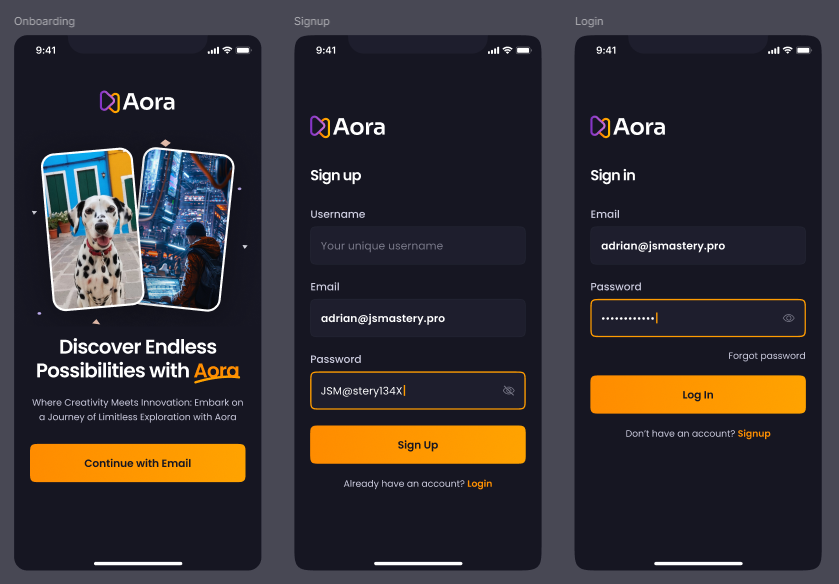 Onboarding
9:41
Aora
Discover Endless
Possibilities with Aora
Where Creativity Meets Innovation: Embark on
a Journey of Limitless Exploration with Aora
Continue with Email
Signup
9:41
Aora
Sign up
Username
Your unique username
Email
adrian@jsmastery.pro
Password
JSM@stery134X
Sign Up
Already have an account? Login
Login
9:41
Aora
Sign in
Email
adrian@jsmastery.pro
Password
••••••••••••
Forgot password
Log In
Don't have an account? Signup